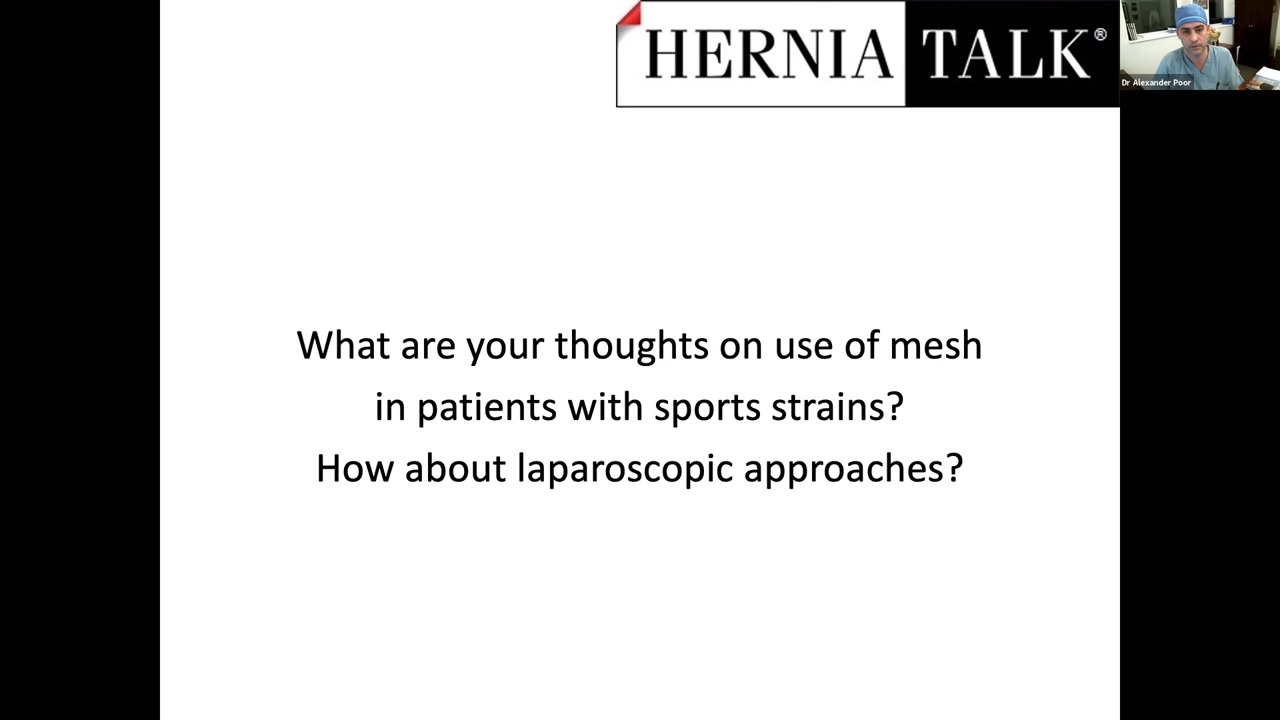 HERNIA TALK®
Dr Alexander Poor
What are your thoughts on use of mesh
in patients with sports strains?
How about laparoscopic approaches?